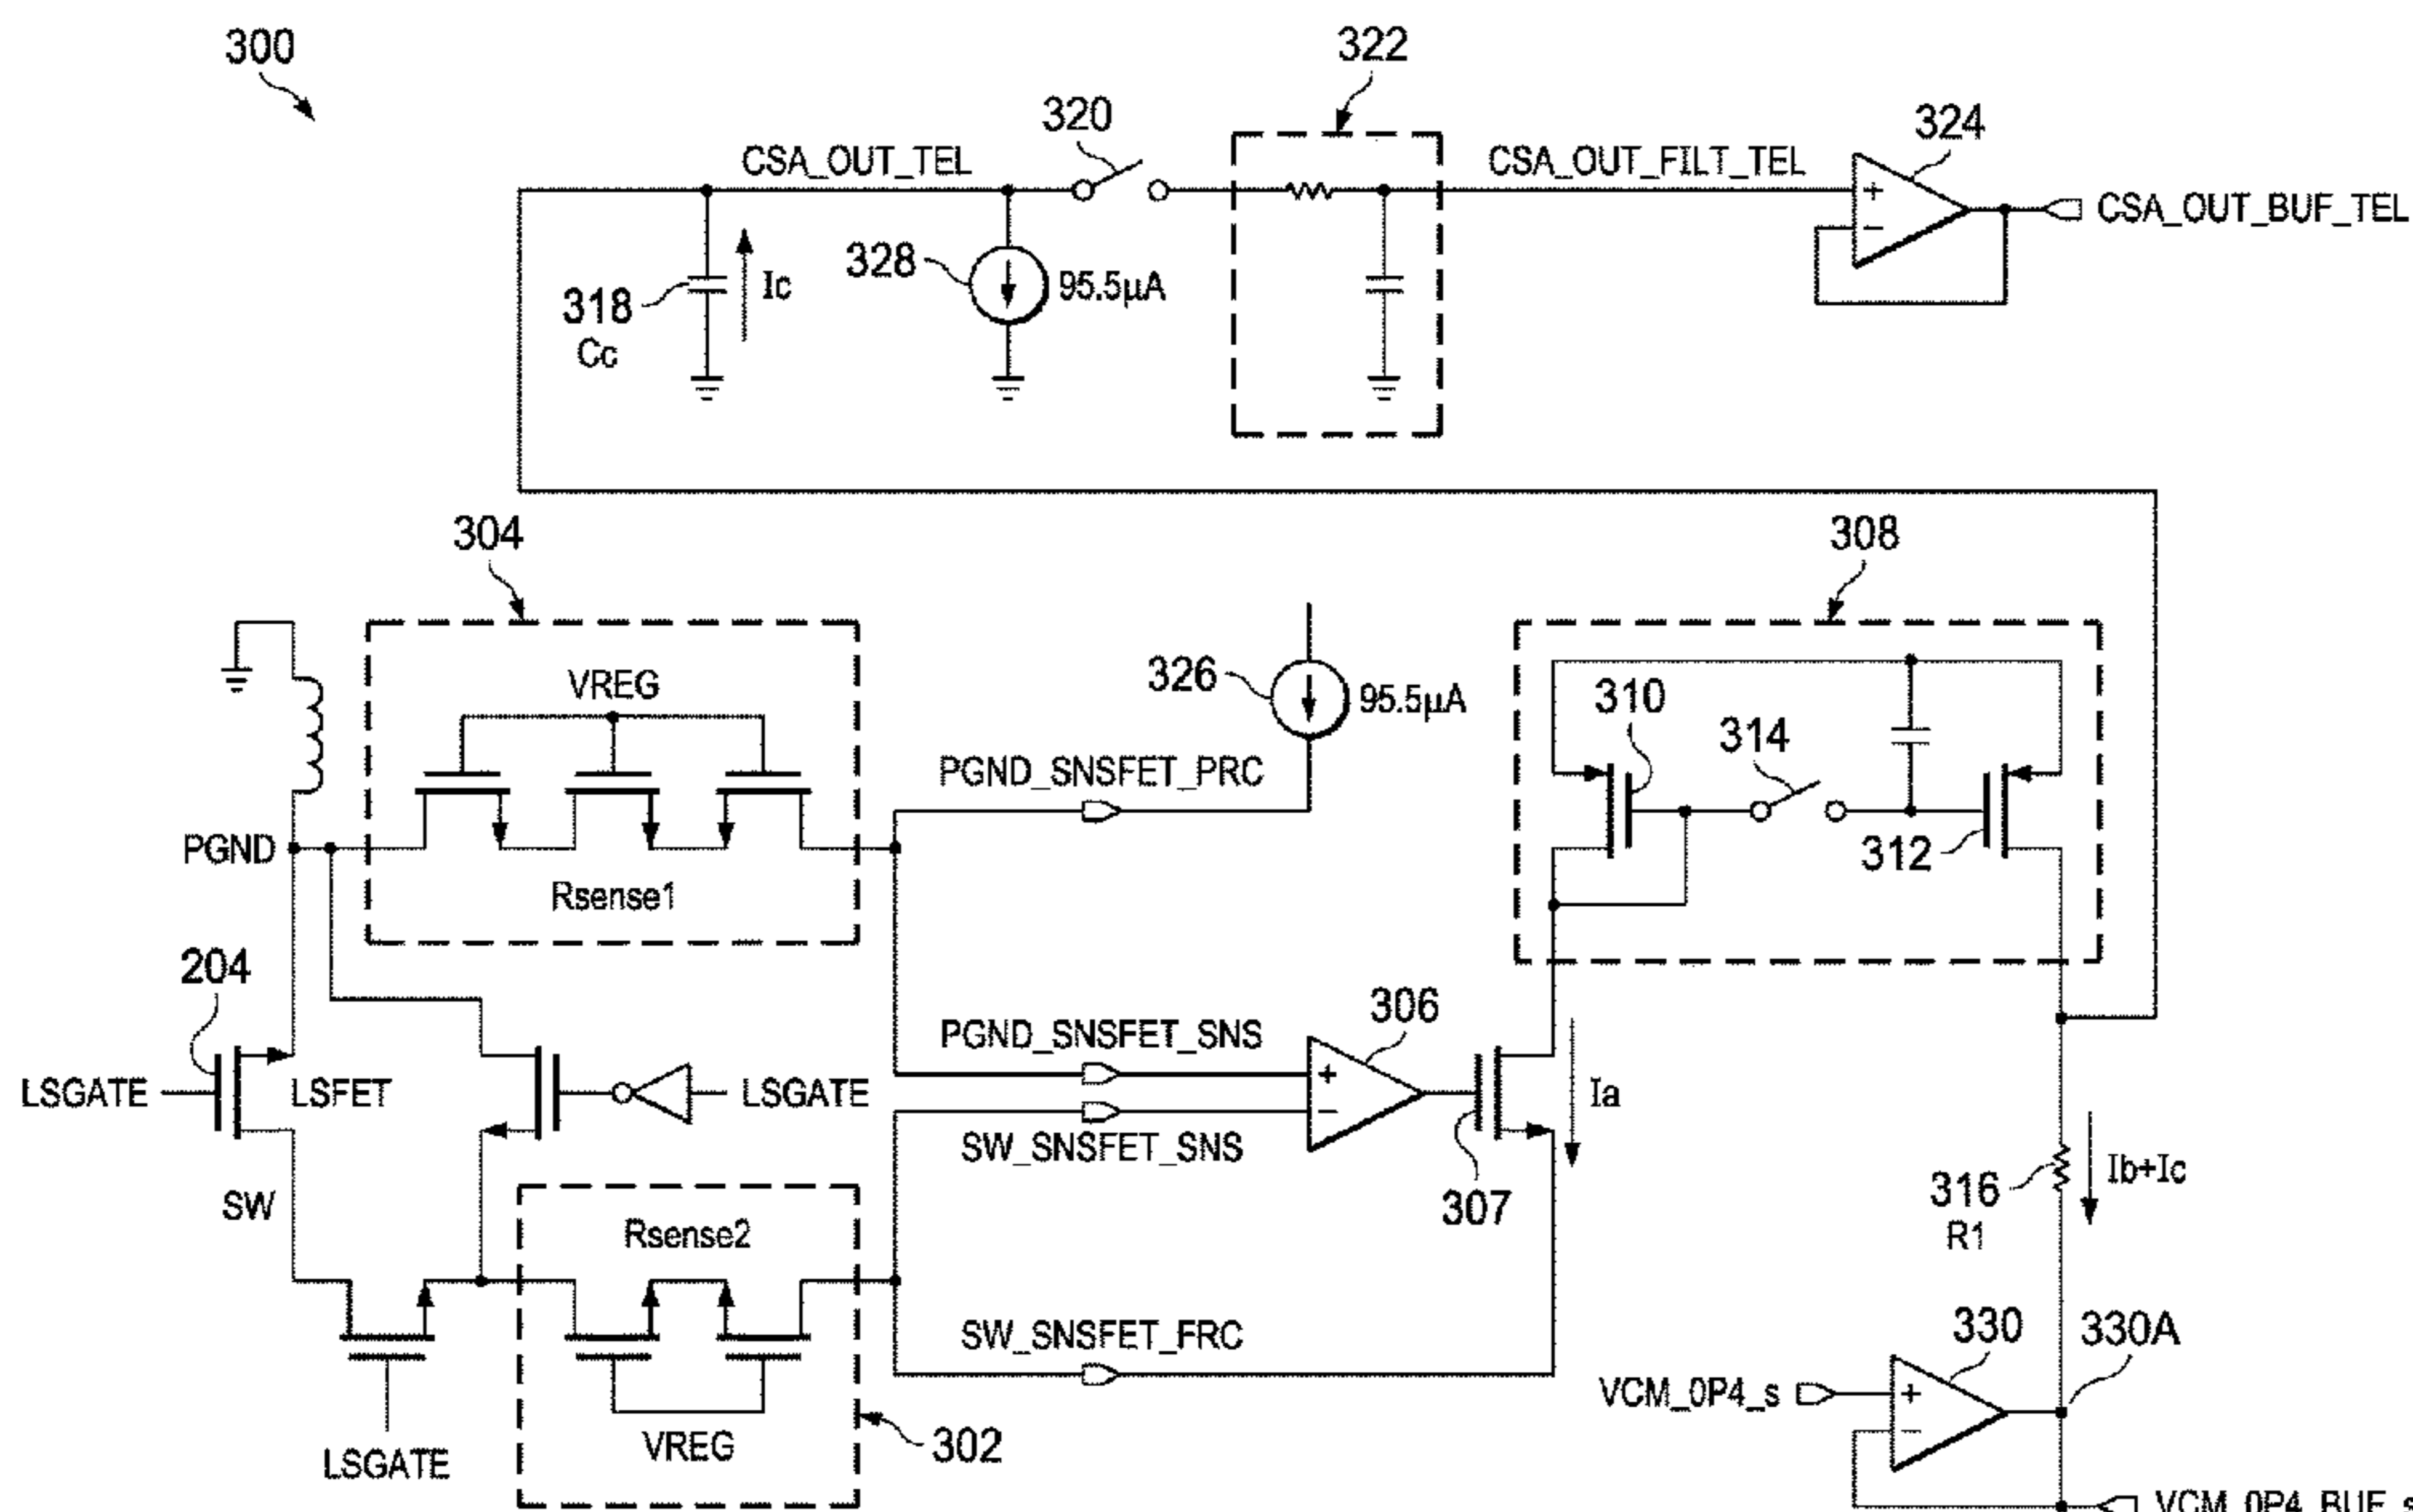 300
322
320
324
CSA_OUT_TEL
CSA_OUT_FILT_TEL
CSA_OUT_BUF_TEL
+
−
328
95.5µA
318
Cc
Ic
304
308
VREG
326
95.5µA
310
314
PGND_SNSFET_PRC
PGND
312
Rsense1
204
306
PGND_SNSFET_SNS
+
−
LSGATE
LSFET
LSGATE
Ia
SW_SNSFET_SNS
307
316
R1
Ib+Ic
SW
Rsense2
SW_SNSFET_FRC
330
330A
VCM_0P4_s
+
−
VREG
302
LSGATE
VCM_0P4_BUF_s